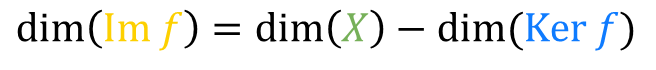 dim(Im f) = dim(X) − dim(Ker f)